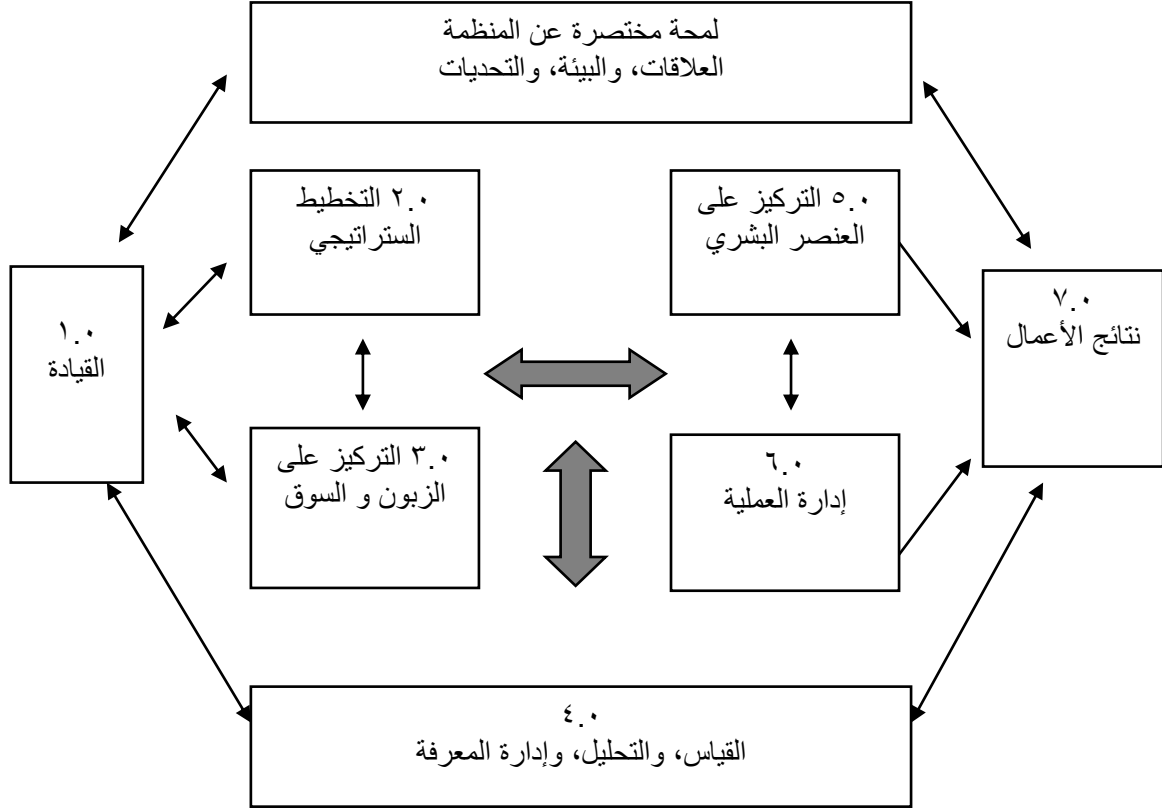 لمحة مختصرة عن المنظمة
العلاقات، والبيئة، والتحديات
٢.٠ التخطيط
الستراتيجي
٥.٠ التركيز على
العنصر البشري
١.٠
القيادة
٧.٠
نتائج الأعمال
٣.٠ التركيز على
الزبون و السوق
٦.٠
إدارة العملية
٤.٠
القياس، والتحليل، وإدارة المعرفة